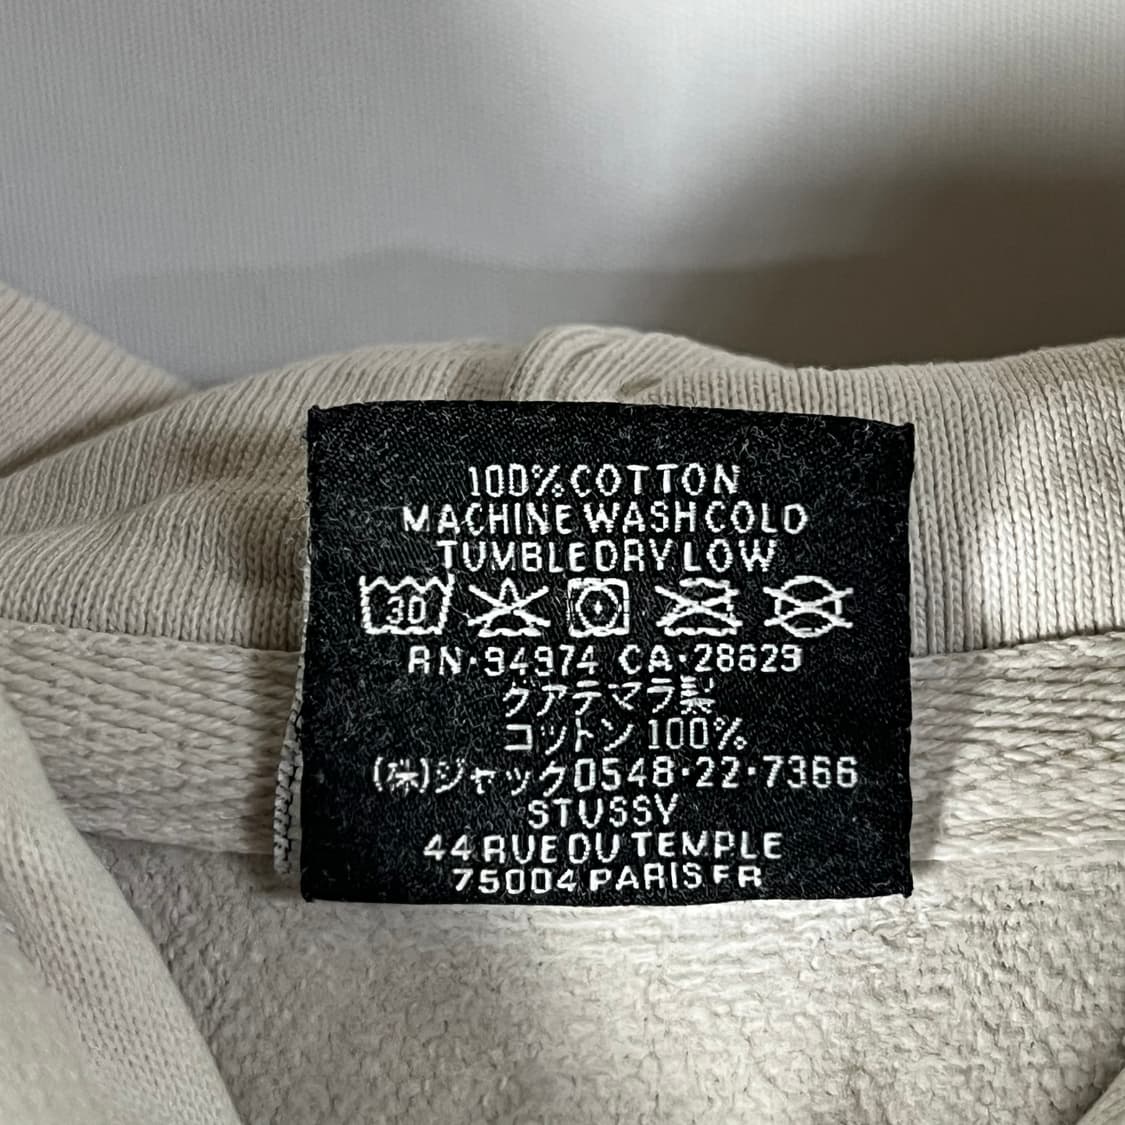 100% COTTON
MACHINE WASH COLD
TUMBLE DRY LOW
30
RN·94974 CA·28629
クアテマラ製
コットン 100%
(株)ジャック0548·22·7366
STUSSY
44 RUE DU TEMPLE
75004 PARIS FR